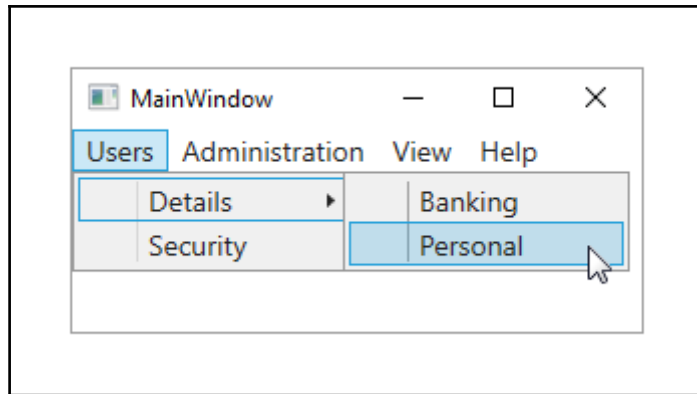 MainWindow
Users Administration View Help
Details Banking
Security Personal